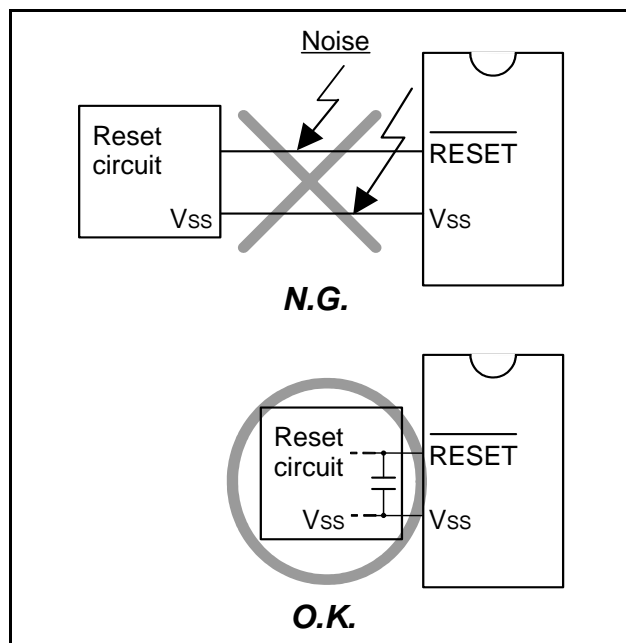 Noise
Reset
circuit
RESET
Vss
Vss
N.G.
Reset
circuit
RESET
Vss
Vss
O.K.